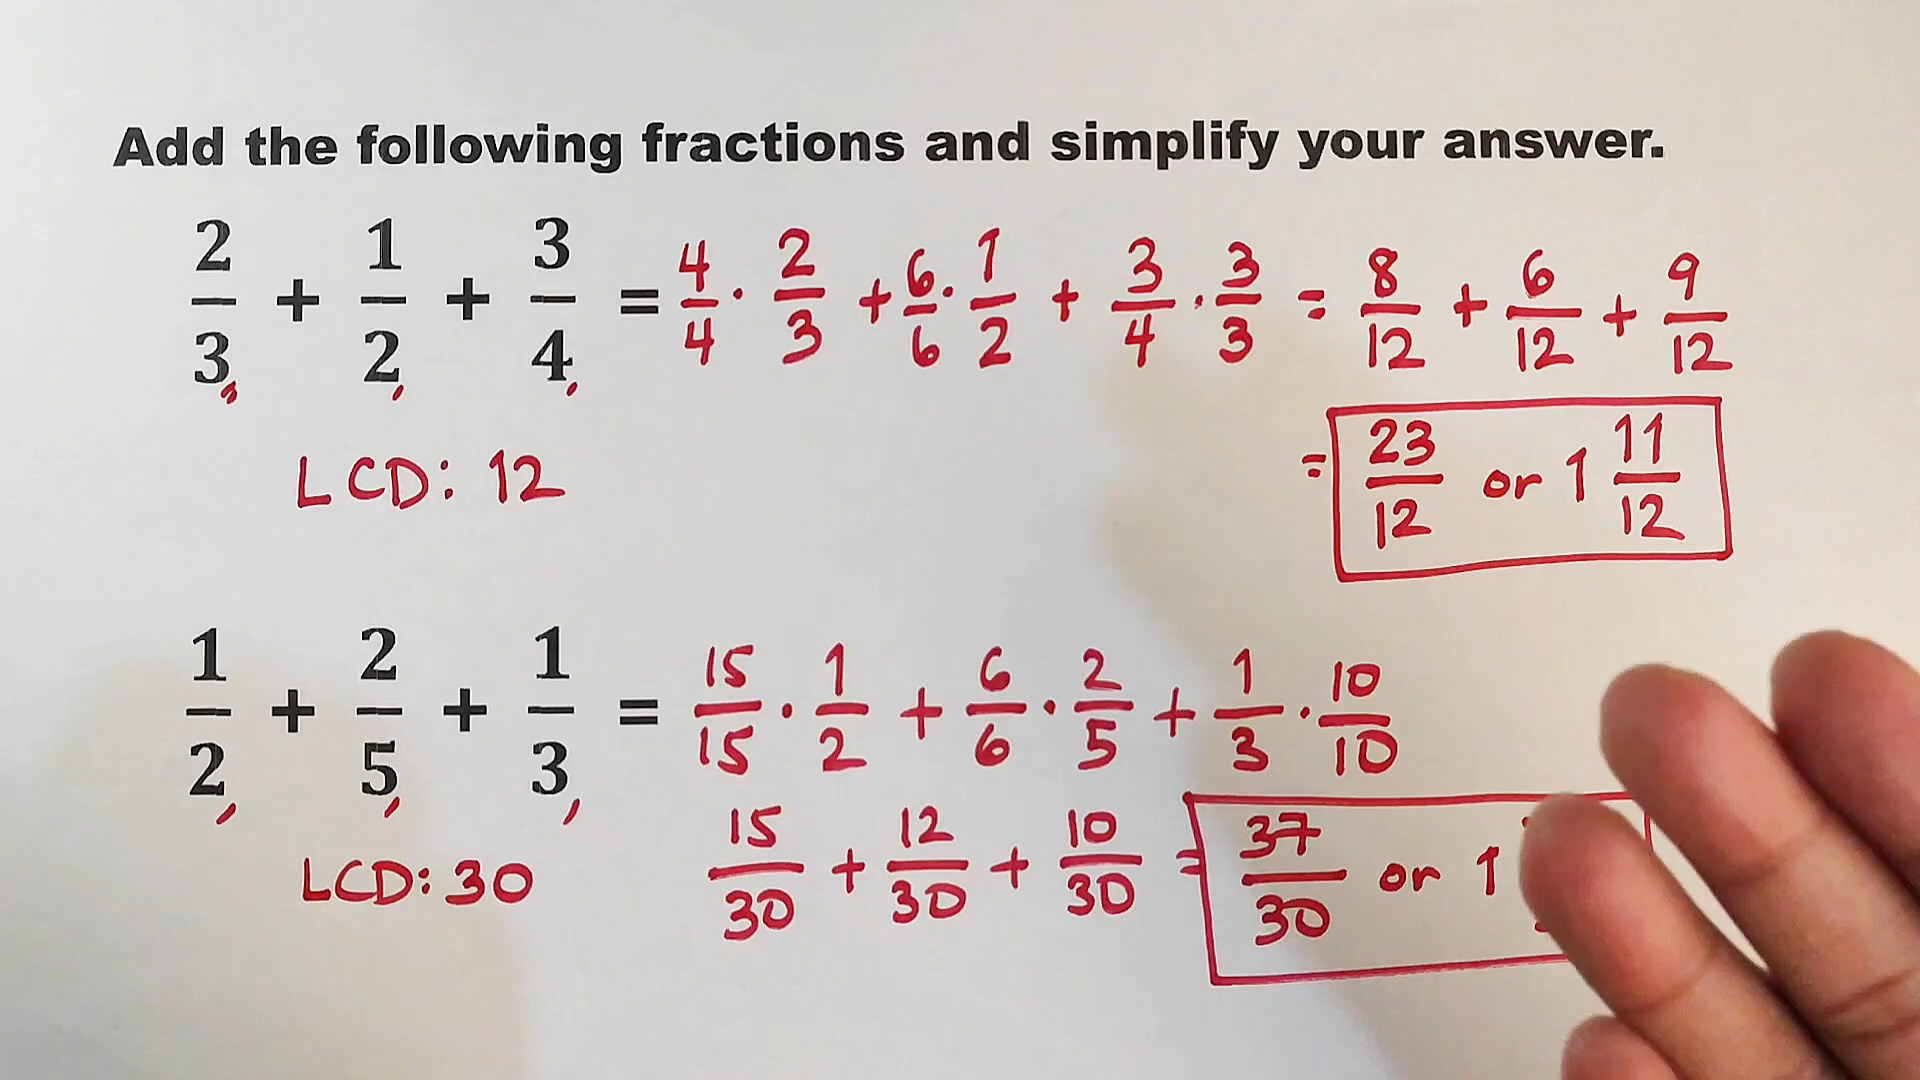 Add the following fractions and simplify your answer.
2/3 + 1/2 + 3/4 = 4/4 · 2/3 + 6/6 · 1/2 + 3/4 · 3/3 = 8/12 + 6/12 + 9/12
LCD: 12
= 23/12 or 1 11/12
1/2 + 2/5 + 1/3 = 15/15 · 1/2 + 6/6 · 2/5 + 1/3 · 10/10
LCD: 30
15/30 + 12/30 + 10/30 = 37/30 or 1